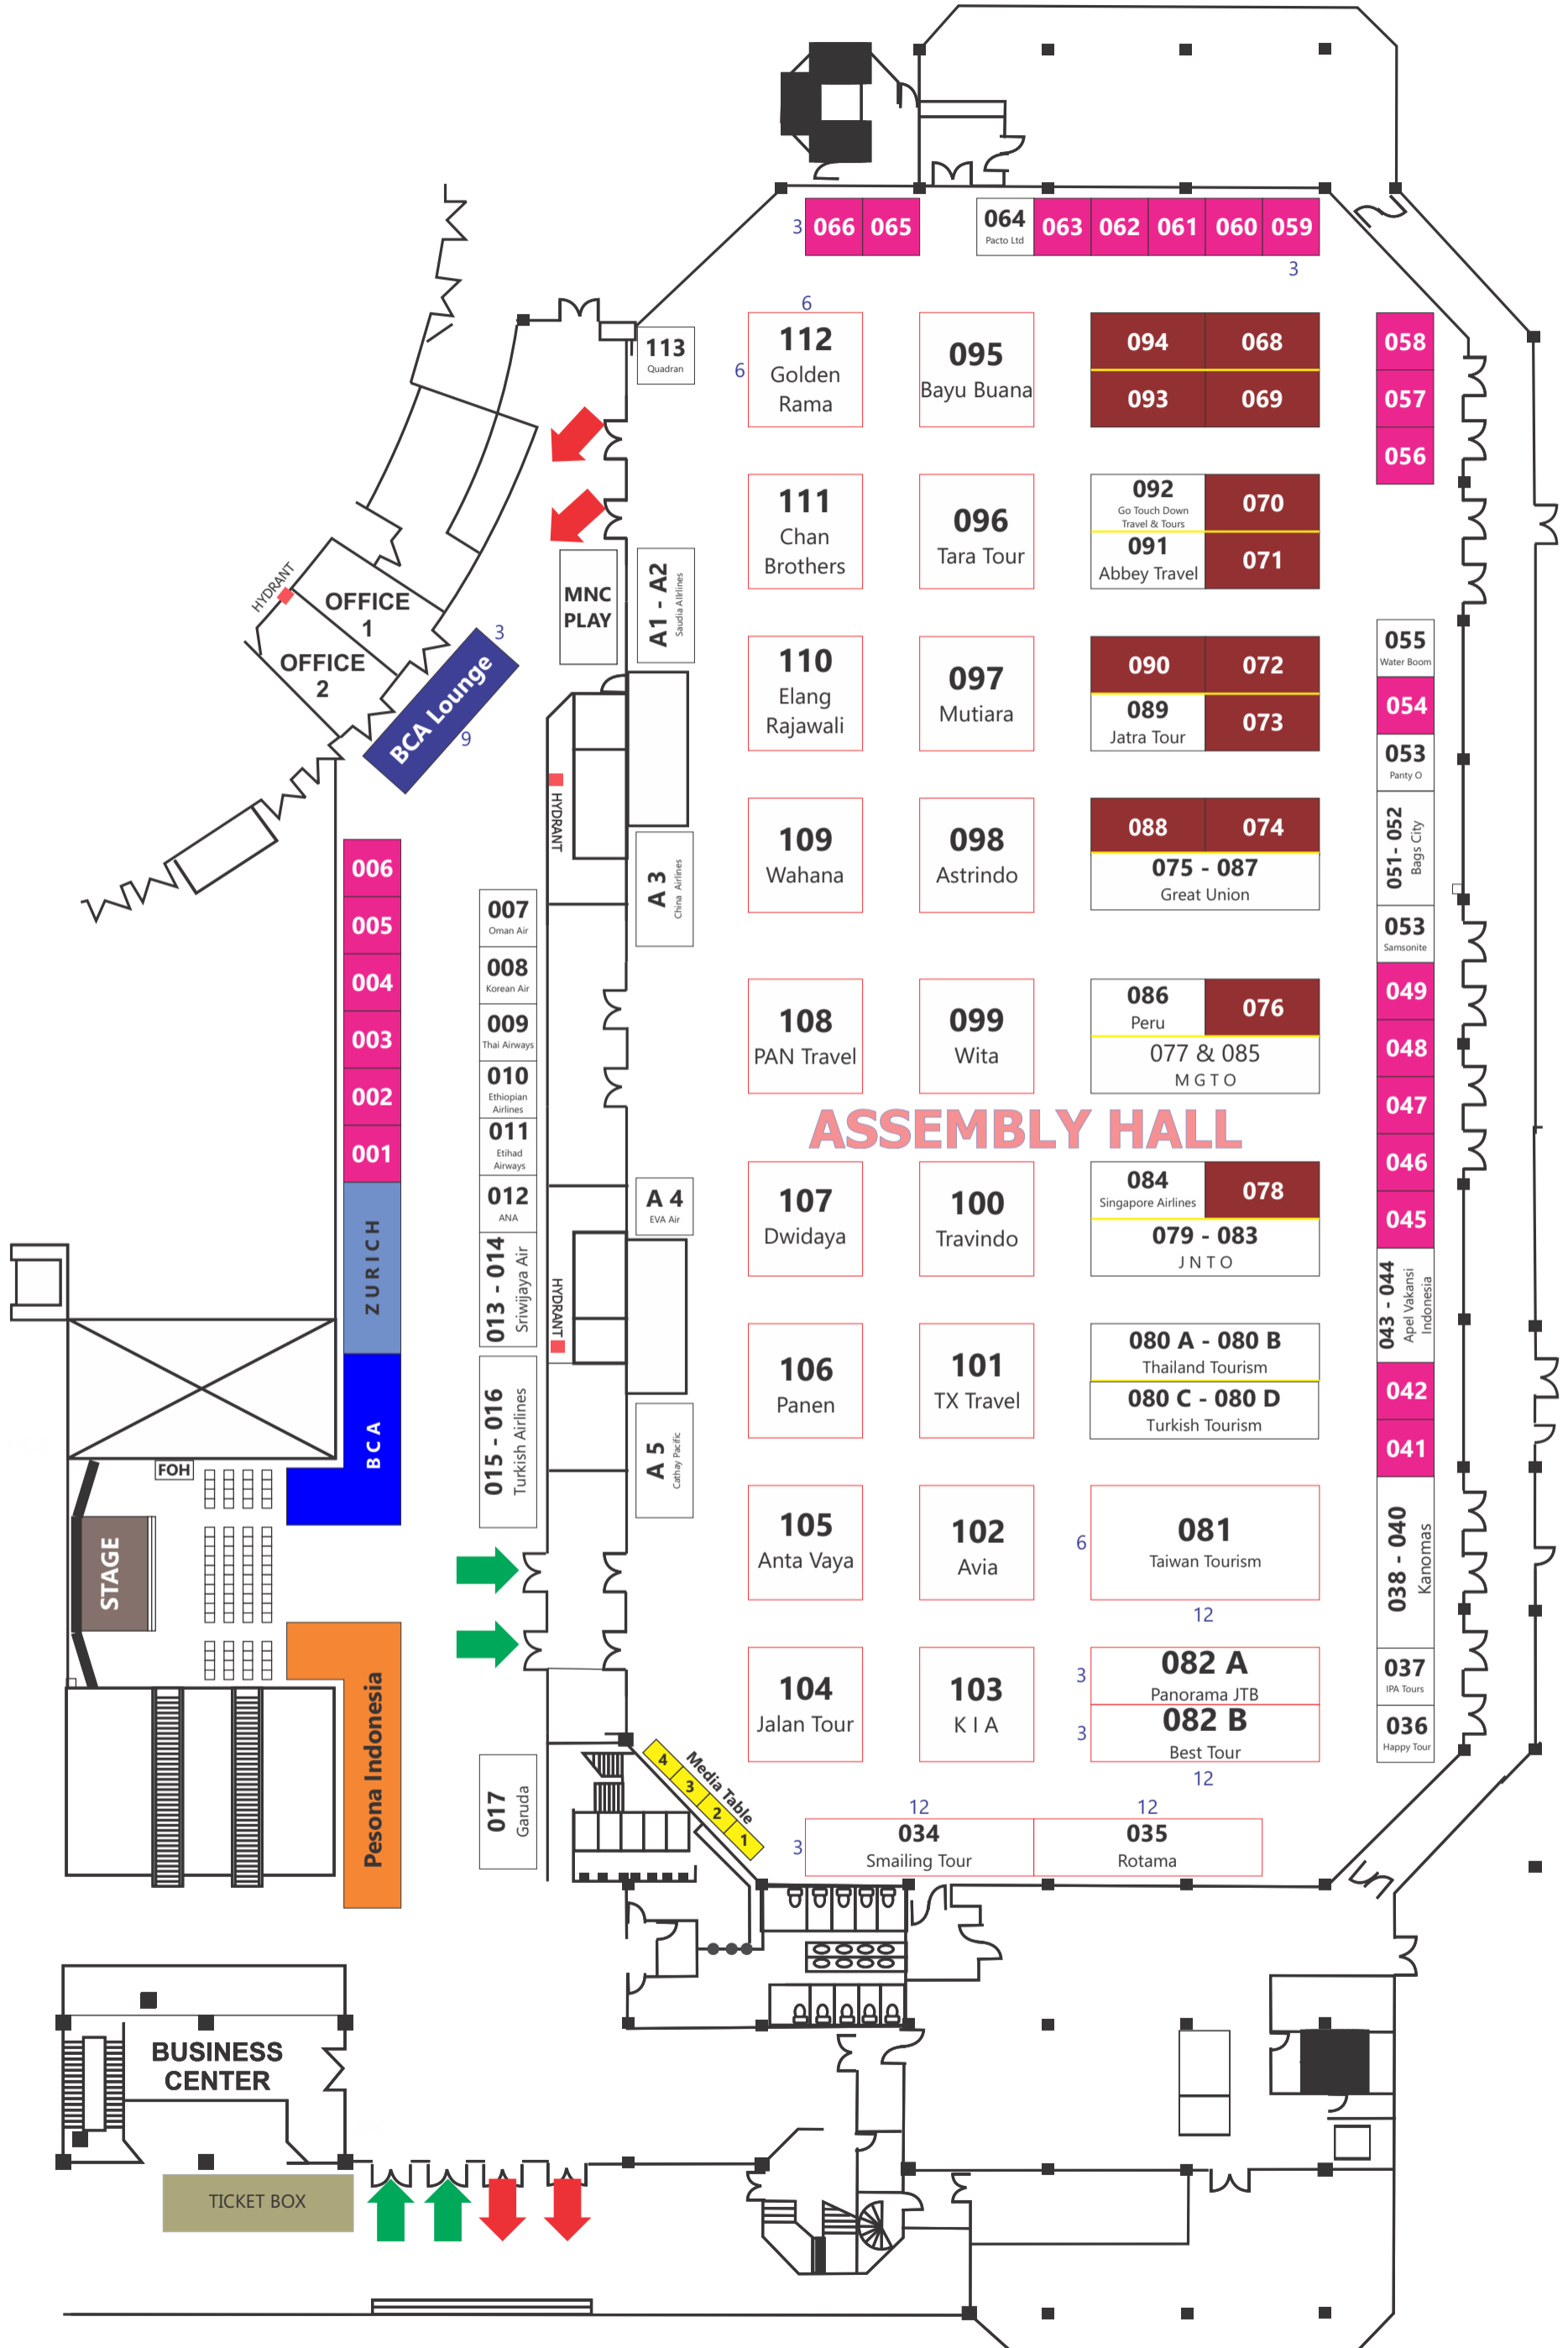 3
066
065
064
Pacto Ltd
063
062
061
060
059
3
6
6
113
Quadran
112
Golden
Rama
095
Bayu Buana
094
068
093
069
058
057
056
111
Chan
Brothers
096
Tara Tour
092
Go Touch Down
Travel & Tours
070
091
Abbey Travel
071
MNC
PLAY
A1 - A2
Saudia AIrlines
HYDRANT
OFFICE
1
OFFICE
2
BCA Lounge
3
9
110
Elang
Rajawali
097
Mutiara
090
072
089
Jatra Tour
073
055
Water Boom
054
053
Panty O
051- 052
Bags City
053
Samsonite
HYDRANT
A 3
China Airlines
109
Wahana
098
Astrindo
088
074
075 - 087
Great Union
006
005
004
003
002
001
ZURICH
BCA
007
Oman Air
008
Korean Air
009
Thai Airways
010
Ethiopian
Airlines
011
Etihad
Airways
012
ANA
013 - 014
Sriwijaya Air
015 - 016
Turkish Airlines
108
PAN Travel
099
Wita
086
Peru
076
077 & 085
M G T O
049
048
047
046
045
ASSEMBLY HALL
A 4
EVA Air
HYDRANT
107
Dwidaya
100
Travindo
084
Singapore Airlines
078
079 - 083
J N T O
043 - 044
Apel Vakansi
Indonesia
042
041
106
Panen
101
TX Travel
080 A - 080 B
Thailand Tourism
080 C - 080 D
Turkish Tourism
A 5
Cathay Pacific
FOH
STAGE
105
Anta Vaya
102
Avia
6
081
Taiwan Tourism
12
038 - 040
Kanomas
037
IPA Tours
036
Happy Tour
Pesona Indonesia
104
Jalan Tour
103
K I A
3
082 A
Panorama JTB
3
082 B
Best Tour
12
017
Garuda
Media Table
4
3
2
1
12
12
3
034
Smailing Tour
035
Rotama
BUSINESS
CENTER
TICKET BOX